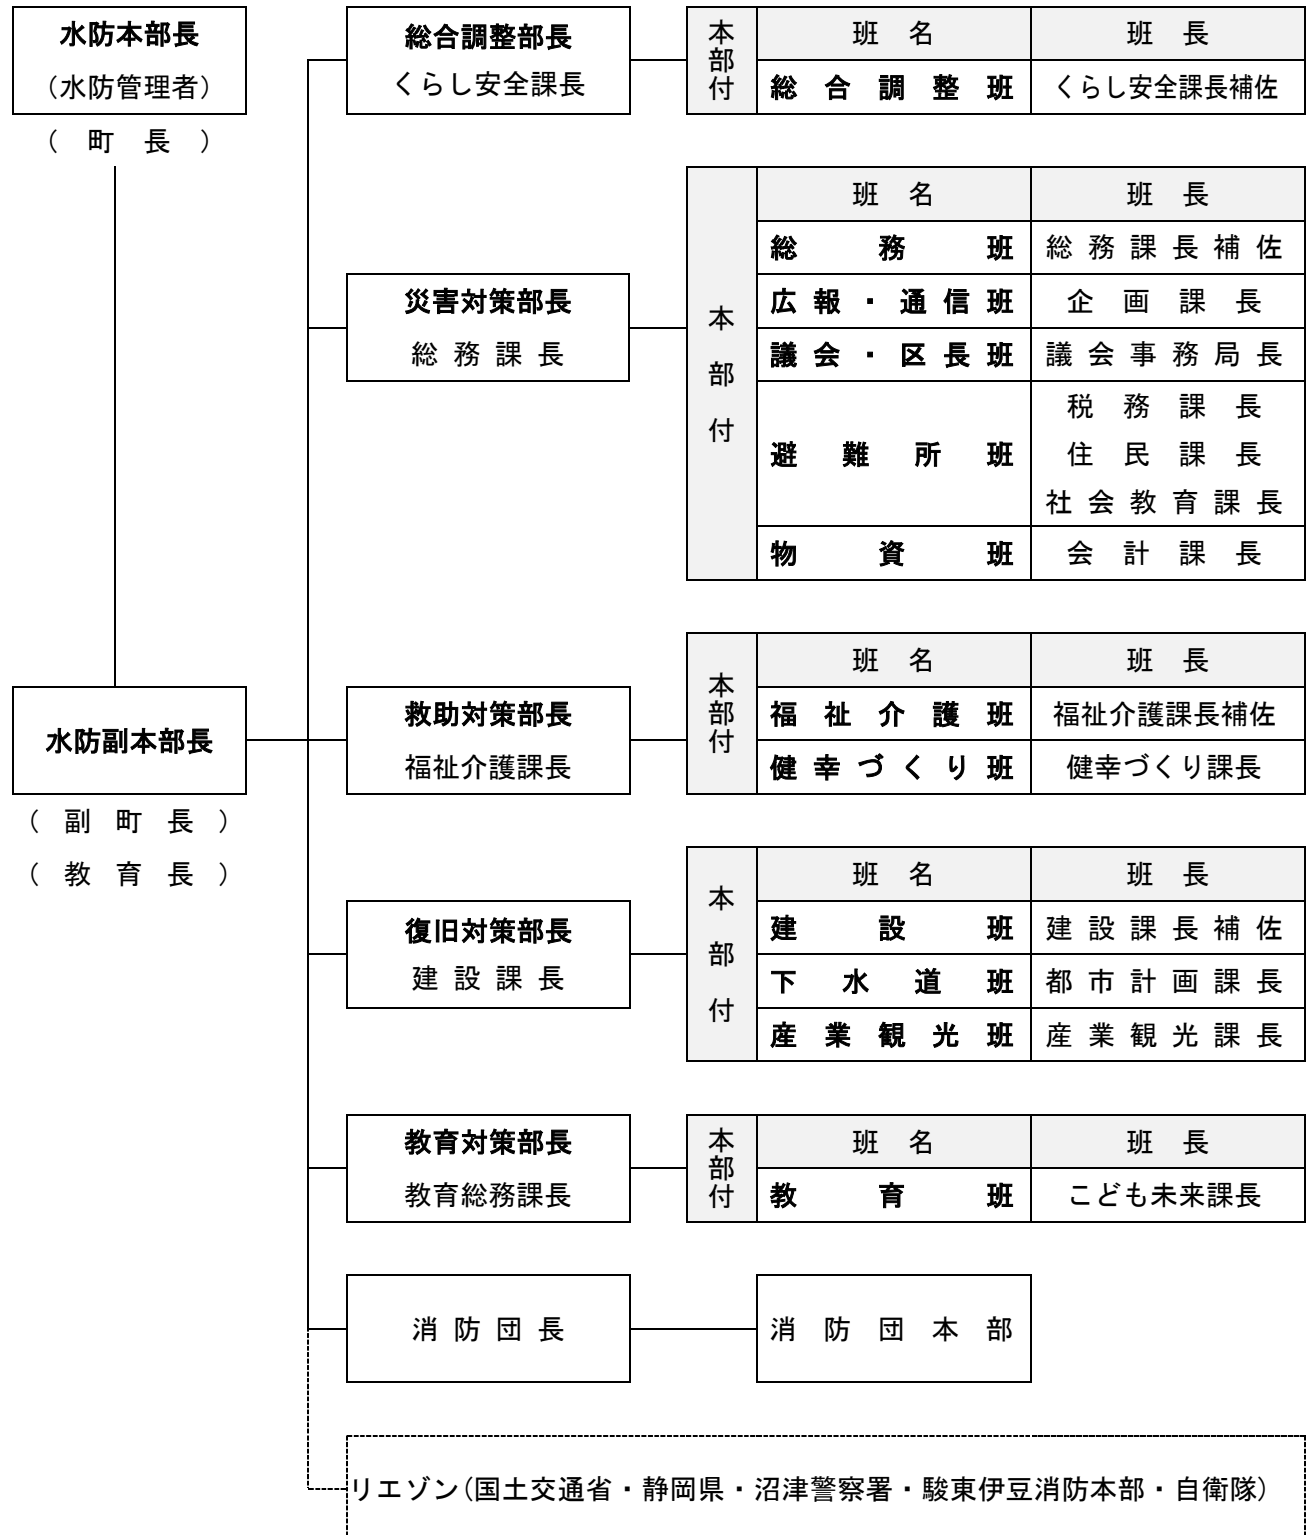 水防本部長
（水防管理者）
（町長）
水防副本部長
（副町長）
（教育長）
総合調整部長
くらし安全課長
本部付
班名 班長
総合調整班 くらし安全課長補佐
災害対策部長
総務課長
本部付
班名 班長
総務班 総務課長補佐
広報・通信班 企画課長
議会・区長班 議会事務局長
避難所班 税務課長
住民課長
社会教育課長
物資班 会計課長
救助対策部長
福祉介護課長
本部付
班名 班長
福祉介護班 福祉介護課長補佐
健幸づくり班 健幸づくり課長
復旧対策部長
建設課長
本部付
班名 班長
建設班 建設課長補佐
下水道班 都市計画課長
産業観光班 産業観光課長
教育対策部長
教育総務課長
本部付
班名 班長
教育班 こども未来課長
消防団長
消防団本部
リエゾン（国土交通省・静岡県・沼津警察署・駿東伊豆消防本部・自衛隊）